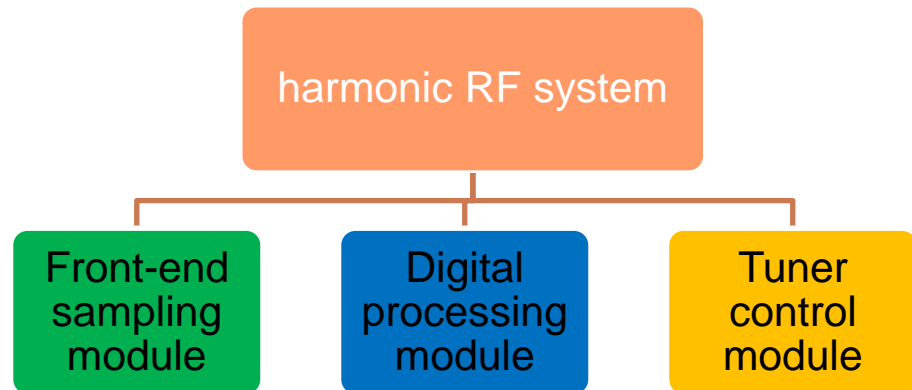 harmonic RF system
Front-end
sampling
module
Digital
processing
module
Tuner
control
module